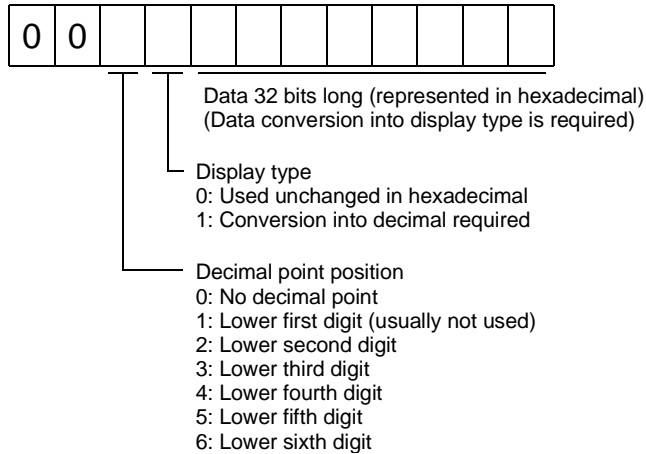 0 0
Data 32 bits long (represented in hexadecimal)
(Data conversion into display type is required)
Display type
0: Used unchanged in hexadecimal
1: Conversion into decimal required
Decimal point position
0: No decimal point
1: Lower first digit (usually not used)
2: Lower second digit
3: Lower third digit
4: Lower fourth digit
5: Lower fifth digit
6: Lower sixth digit